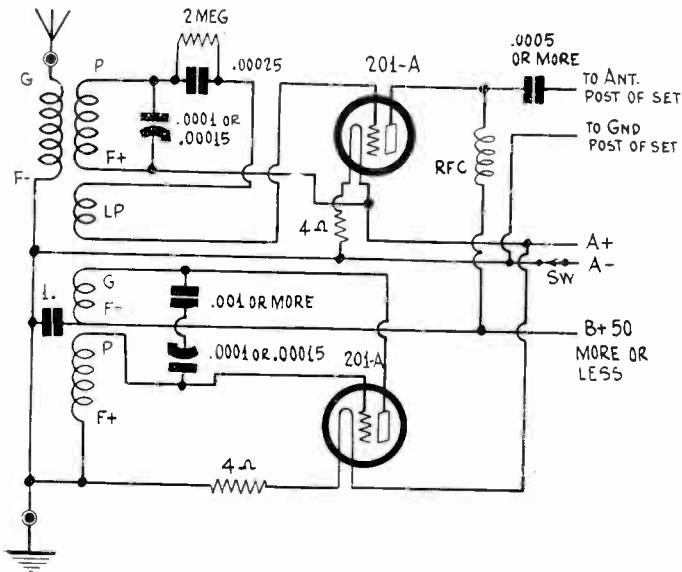 2 MEG
.00025
G
P
.0001 OR
.00015
F+
F-
LP
201-A
.0005
OR MORE
TO ANT.
POST OF SET
TO GND
POST OF SET
RFC
4Ω
A+
A-
SW
G
F-
1.
.001 OR MORE
P
.0001 OR .00015
201-A
B+ 50
MORE OR
LESS
F+
4Ω